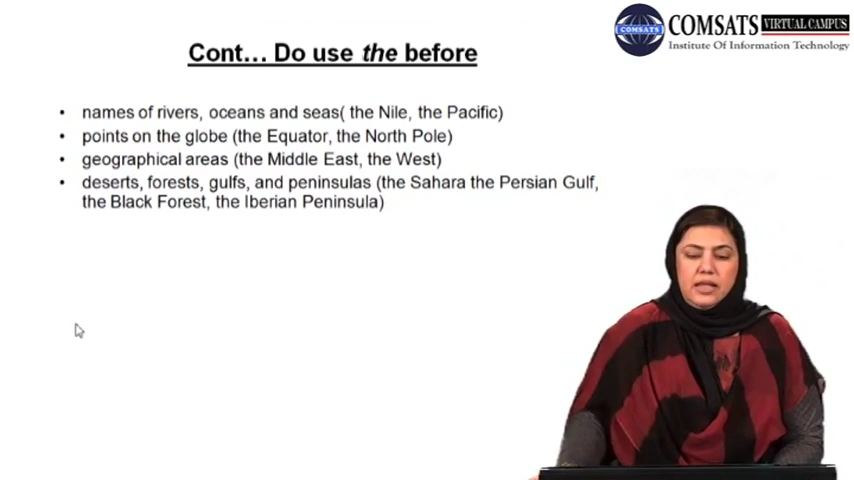 COMSATS
COMSATS VIRTUAL CAMPUS
Institute Of Information Technology
Cont... Do use the before
• names of rivers, oceans and seas( the Nile, the Pacific)
• points on the globe (the Equator, the North Pole)
• geographical areas (the Middle East, the West)
• deserts, forests, gulfs, and peninsulas (the Sahara the Persian Gulf,
the Black Forest, the Iberian Peninsula)